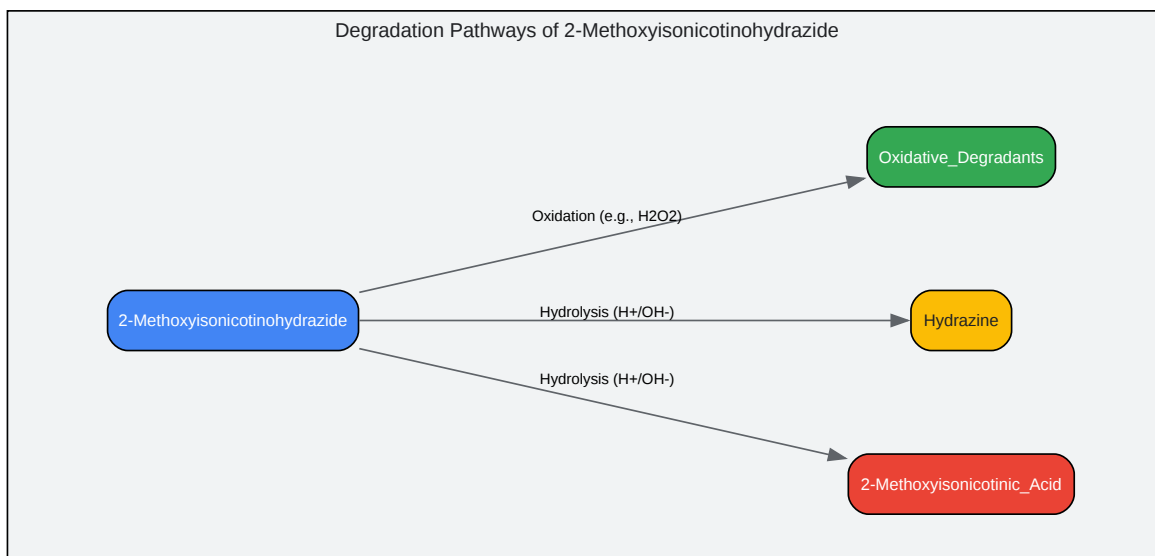 Degradation Pathways of 2-Methoxyisonicotinohydrazide
Oxidative_Degradants
Oxidation (e.g., H2O2)
2-Methoxyisonicotinohydrazide
Hydrolysis (H+/OH-)
Hydrazine
Hydrolysis (H+/OH-)
2-Methoxyisonicotinic_Acid